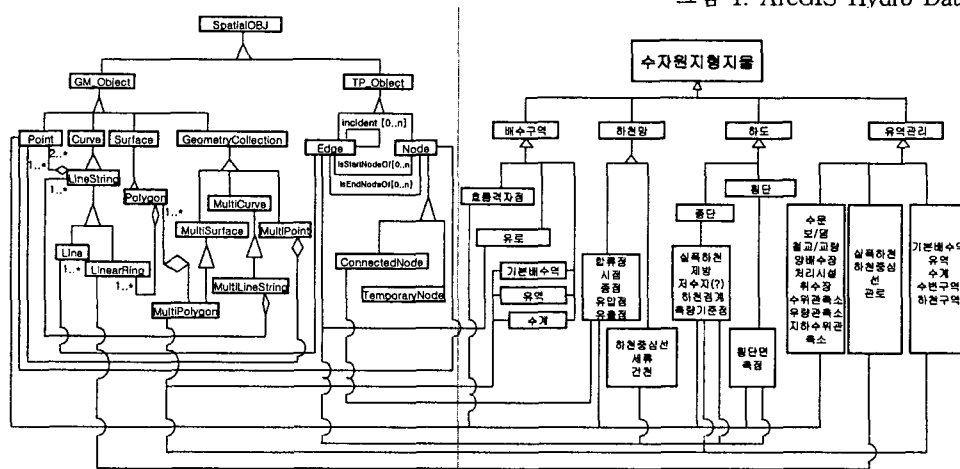 그림 1. ArcGIS Hydro Dat
SpatialOBJ
GM_Object
TP_Object
Point
Curve
Surface
GeometryCollection
2..*
1..*
LineString
1..*
Polygon
1..*
MultiCurve
MultiSurface
MultiPoint
Line
1..*
LinearRing
1..*
MultiLineString
MultiPolygon
incident [0..n]
Edge
Node
IsStartNodeOf[0..n]
IsEndNodeOf[0..n]
ConnectedNode
TemporaryNode
수자원지형지물
배수구역
하천망
하도
유역관리
흐름격자점
유로
기본배수역
유역
수계
합류점
시점
종점
유입점
유출점
하천중심선
세류
건천
종단
횡단
실폭하천
제방
저수지(?)
하천경계
측량기준점
횡단면
측점
수문
보/댐
철교/교량
양배수장
처리시설
취수장
수위관측소
우량관측소
지하수위관
측소
실폭하천
하천중심
선
관로
기본배수역
유역
수계
수변구역
하천구역